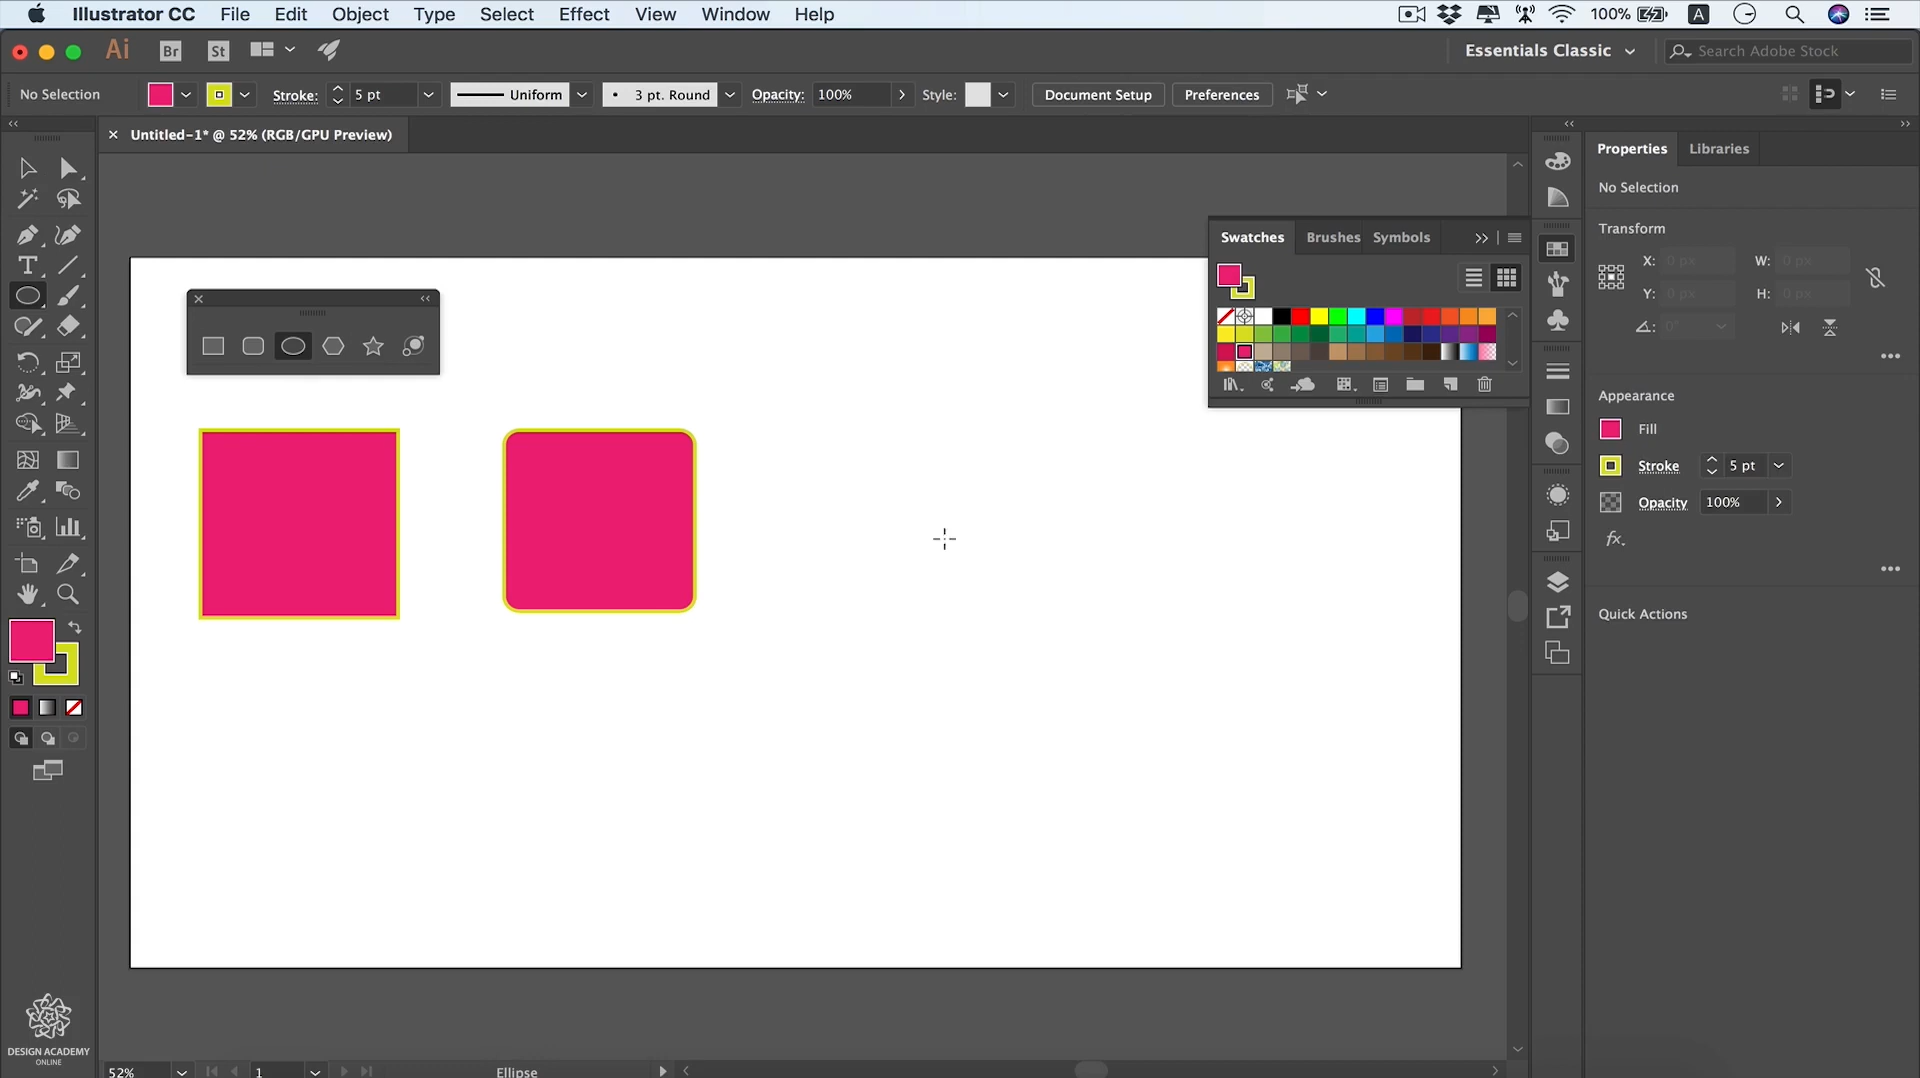 Illustrator CC File Edit Object Type Select Effect View Window Help 100% A
Ai Br St Essentials Classic Search Adobe Stock
No Selection Stroke: 5 pt Uniform 3 pt. Round Opacity: 100% Style: Document Setup Preferences
Untitled-1* @ 52% (RGB/GPU Preview)
Properties Libraries
No Selection
Transform
X: 0 px W: 0 px
Y: 0 px H: 0 px
0°
Swatches Brushes Symbols
Appearance
Fill
Stroke 5 pt
Opacity 100%
fx.
Quick Actions
DESIGN ACADEMY
ONLINE
52% 1 Ellipse